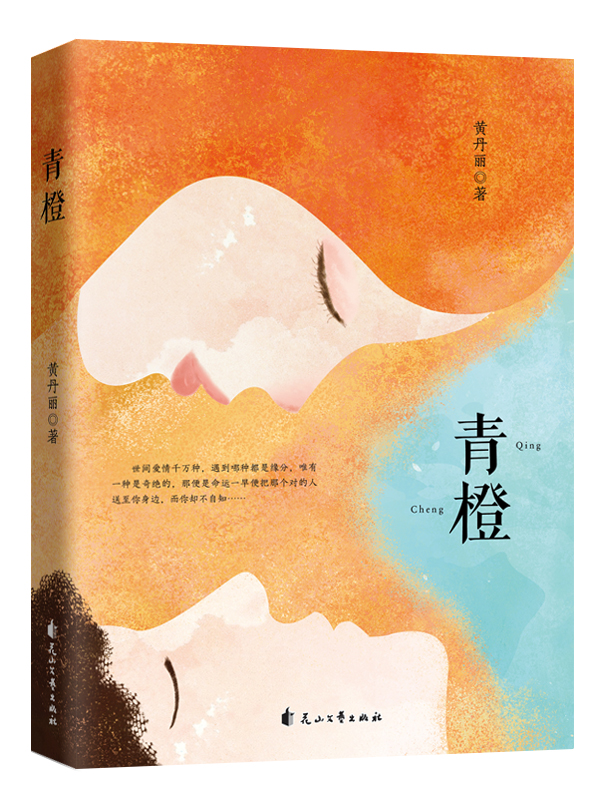 青橙
黄丹丽◎著
花山文艺出版社
黄丹丽◎著
青橙
Qing
Cheng
世间爱情千万种，遇到哪种都是缘分，唯有
一种是奇绝的，那便是命运一早便把那个对的人
送至你身边，而你却不自知……
花山文艺出版社